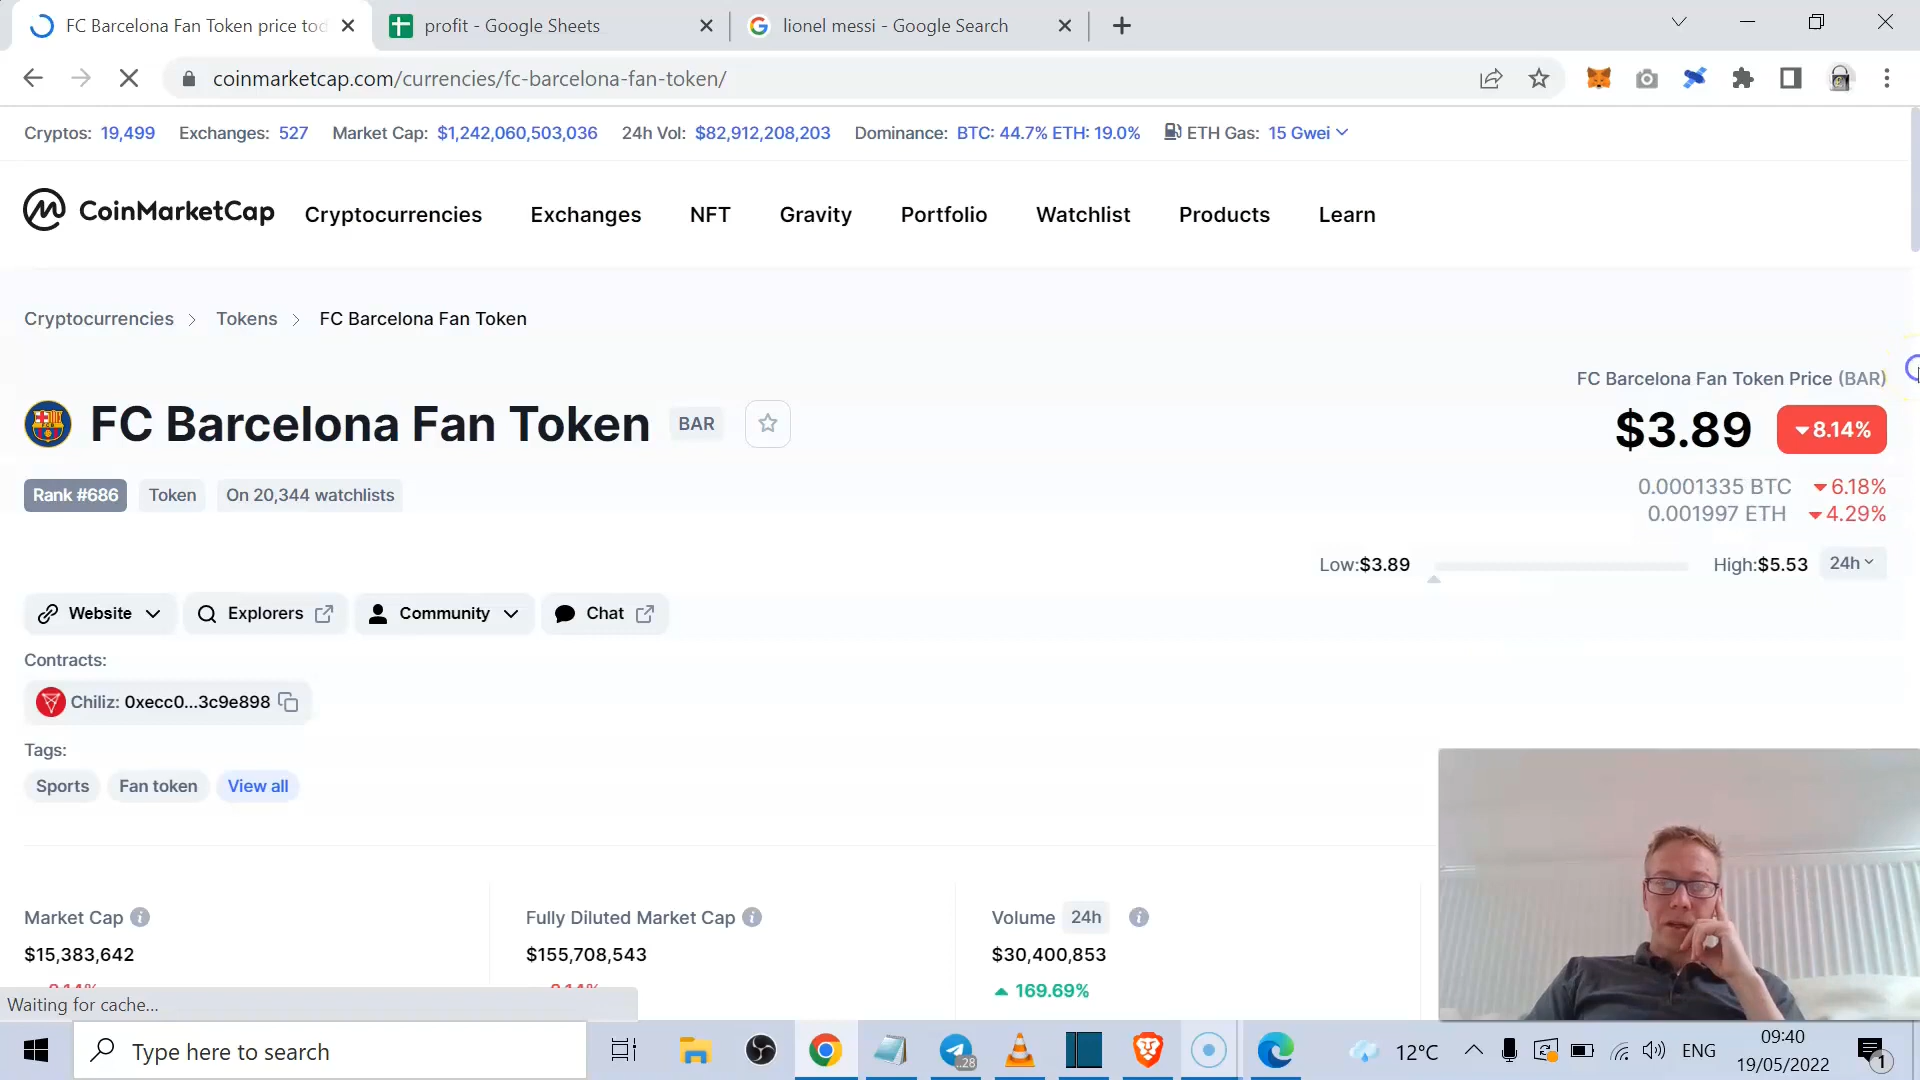 FC Barcelona Fan Token price tod
profit - Google Sheets
lionel messi - Google Search
coinmarketcap.com/currencies/fc-barcelona-fan-token/
Cryptos: 19,499 Exchanges: 527 Market Cap: $1,242,060,503,036 24h Vol: $82,912,208,203 Dominance: BTC: 44.7% ETH: 19.0% ETH Gas: 15 Gwei
CoinMarketCap Cryptocurrencies Exchanges NFT Gravity Portfolio Watchlist Products Learn
Cryptocurrencies > Tokens > FC Barcelona Fan Token
FC Barcelona Fan Token Price (BAR)
FC Barcelona Fan Token BAR
$3.89 8.14%
Rank #686 Token On 20,344 watchlists
0.0001335 BTC 6.18%
0.001997 ETH 4.29%
Low:$3.89 High:$5.53 24h
Website Explorers Community Chat
Contracts:
Chiliz: 0xecc0...3c9e898
Tags:
Sports Fan token View all
Market Cap Fully Diluted Market Cap Volume 24h
$15,383,642 $155,708,543 $30,400,853
169.69%
Waiting for cache...
Type here to search
28
12°C
ENG
09:40
19/05/2022
1